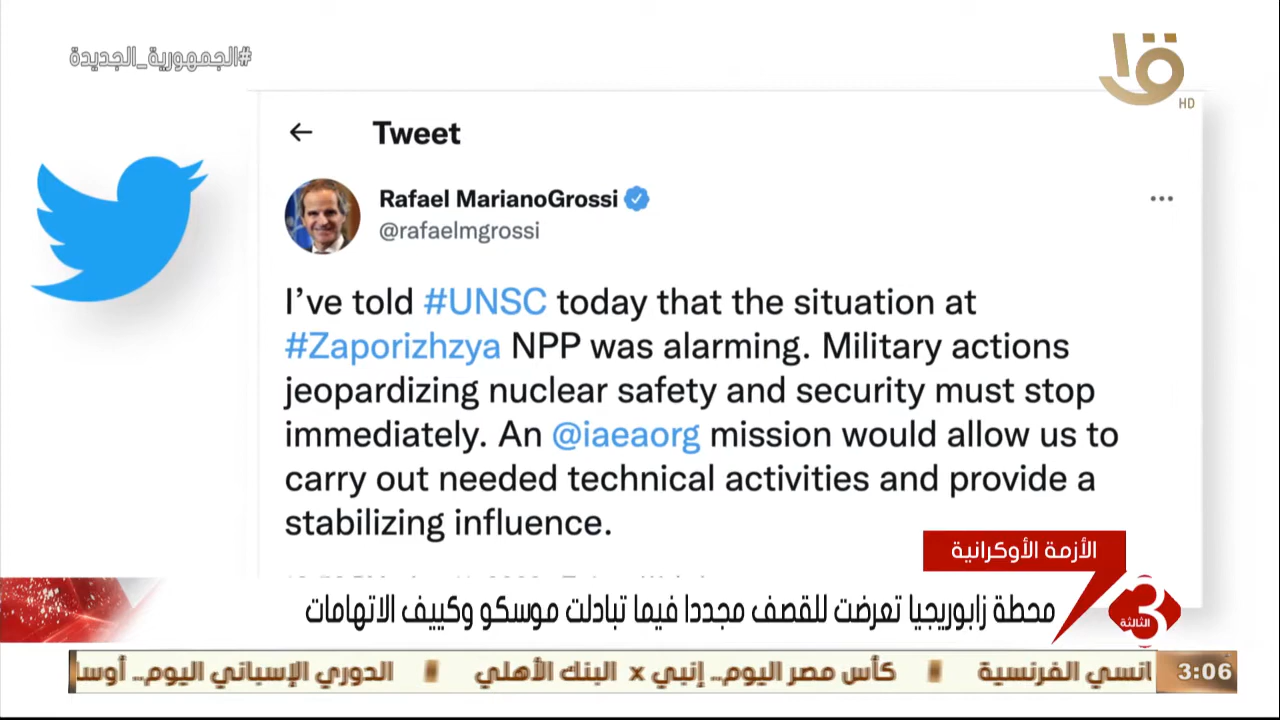 #الجمهورية_الجديدة
HD
Tweet
Rafael MarianoGrossi
@rafaelmgrossi
I’ve told #UNSC today that the situation at
#Zaporizhzya NPP was alarming. Military actions
jeopardizing nuclear safety and security must stop
immediately. An @iaeaorg mission would allow us to
carry out needed technical activities and provide a
stabilizing influence.
الأزمة الأوكرانية
محطة زابوريجيا تعرضت للقصف مجددا فيما تبادلت موسكو وكييف الاتهامات
3 الثالثة
انسي الفرنسية كأس مصر اليوم.. إنبي x البنك الأهلي الدوري الإسباني اليوم.. أوسا
3:06